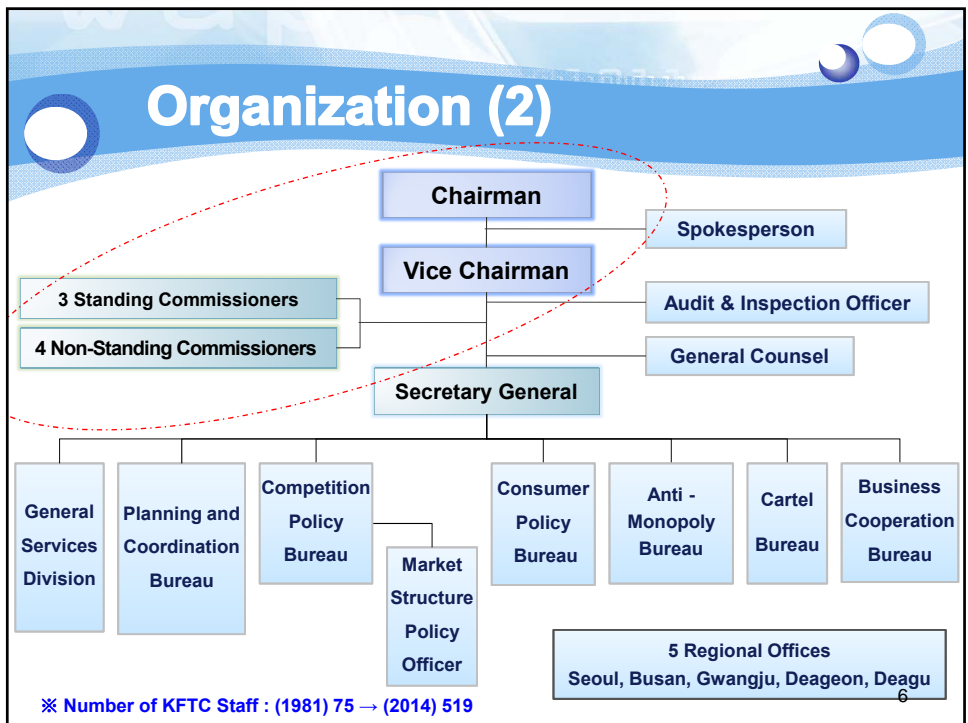 Organization (2)
Chairman
Spokesperson
Vice Chairman
3 Standing Commissioners
Audit & Inspection Officer
4 Non-Standing Commissioners
General Counsel
Secretary General
General
Services
Division
Planning and
Coordination
Bureau
Competition
Policy
Bureau
Market
Structure
Policy
Officer
Consumer
Policy
Bureau
Anti -
Monopoly
Bureau
Cartel
Bureau
Business
Cooperation
Bureau
5 Regional Offices
Seoul, Busan, Gwangju, Deageon, Deagu
6
※ Number of KFTC Staff : (1981) 75 → (2014) 519